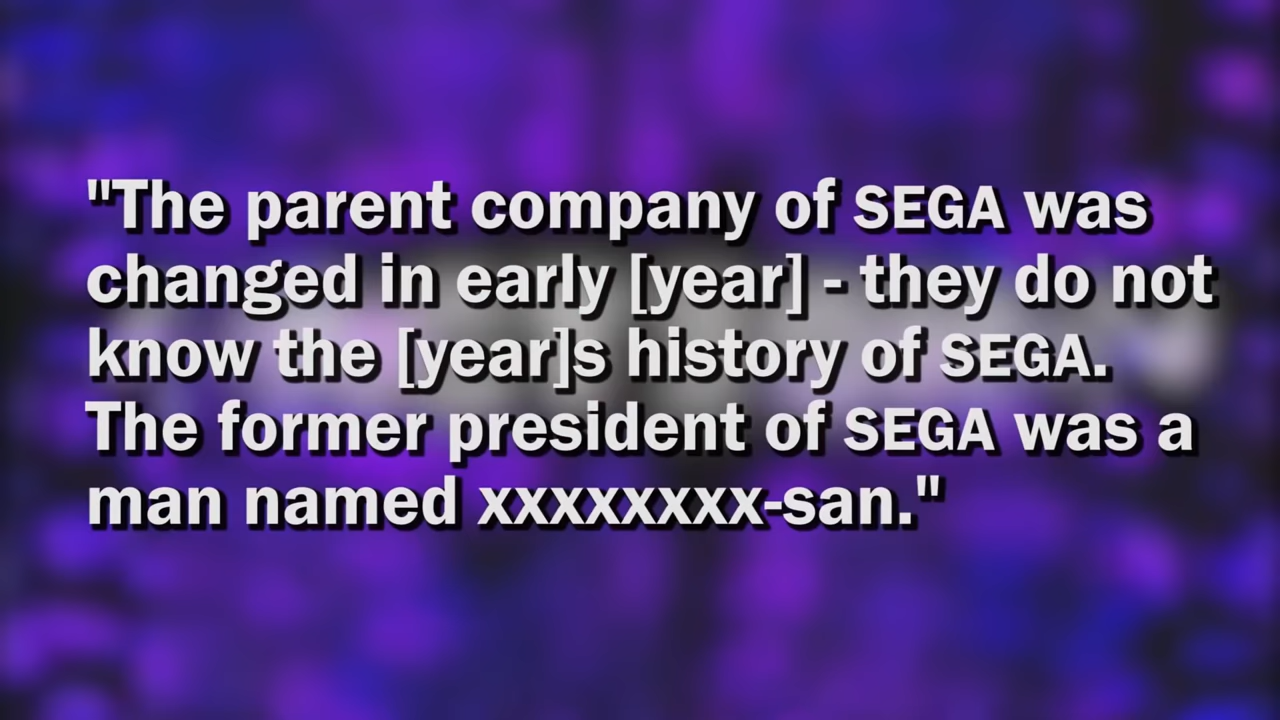 "The parent company of SEGA was
changed in early [year] - they do not
know the [year]s history of SEGA.
The former president of SEGA was a
man named xxxxxxxx-san."